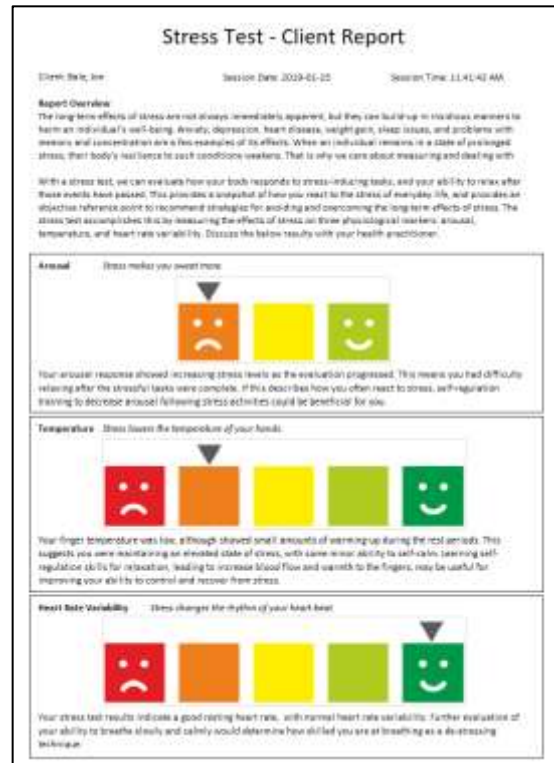 Stress Test - Client Report
Client: Bale, Joe Session Date: 2019-01-25 Session Time: 11:41:42 AM
Report Overview
The long-term effects of stress are not always immediately apparent, but they can build up in insidious manners to
harm an individual's well-being. Anxiety, depression, heart disease, weight gain, sleep issues, and problems with
memory and concentration are a few examples of its effects. When an individual remains in a state of prolonged
stress, their body's resilience to such conditions weakens. That is why we care about measuring and dealing with
With a stress test, we can evaluate how your body responds to stress-inducing tasks, and your ability to relax after
those events have passed. This provides a snapshot of how you react to the stress of everyday life, and provides an
objective reference point to recommend strategies for avoiding and overcoming the long-term effects of stress. The
stress test accomplishes this by measuring the effects of stress on three physiological markers: arousal,
temperature, and heart rate variability. Discuss the below results with your health practitioner.
Arousal Stress makes you sweat more.
Your arousal response showed increasing stress levels as the evaluation progressed. This means you had difficulty
relaxing after the stressful tasks were complete. If this describes how you often react to stress, self-regulation
training to decrease arousal following stress activities could be beneficial for you.
Temperature Stress lowers the temperature of your hands.
Your finger temperature was low, although showed small amounts of warming up during the rest periods. This
suggests you were maintaining an elevated state of stress, with some minor ability to self-calm. Learning self-
regulation skills for relaxation, leading to increase blood flow and warmth to the fingers, may be useful for
improving your ability to control and recover from stress.
Heart Rate Variability Stress changes the rhythm of your heart beat.
Your stress test results indicate a good resting heart rate, with normal heart rate variability. Further evaluation of
your ability to breathe slowly and calmly would determine how skilled you are at breathing as a de-stressing
technique.